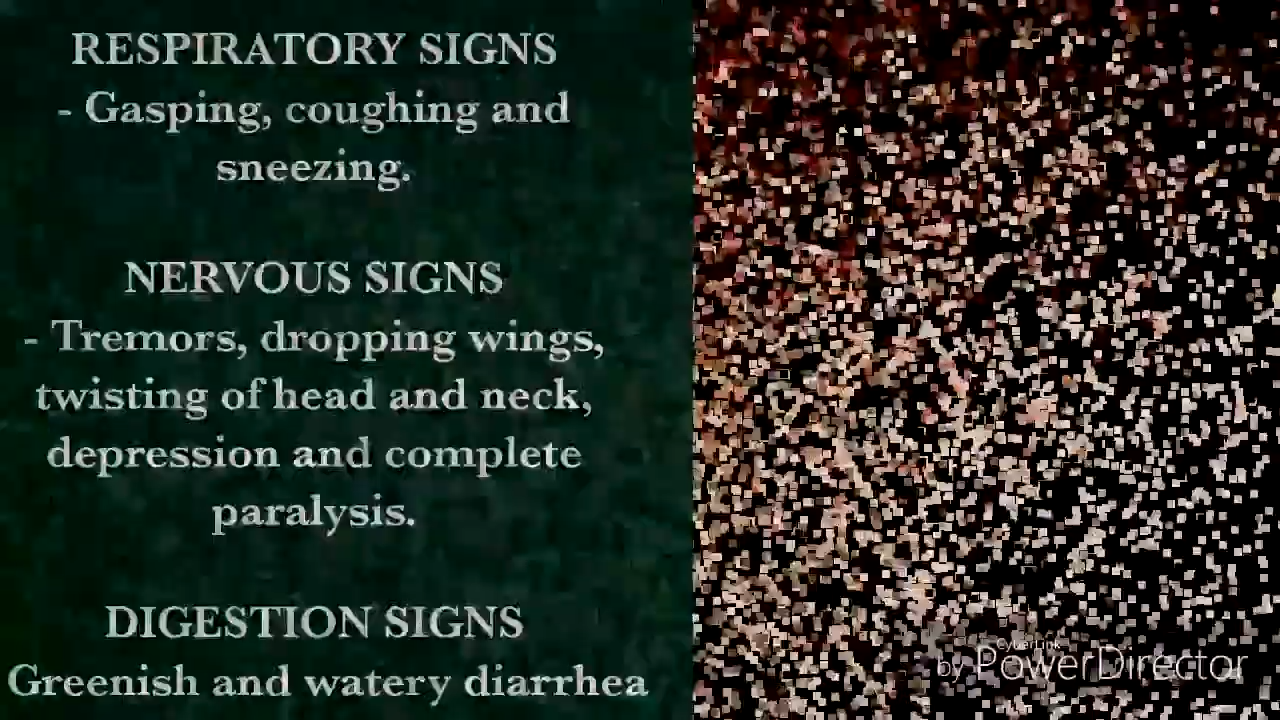 RESPIRATORY SIGNS
- Gasping, coughing and
sneezing.
NERVOUS SIGNS
- Tremors, dropping wings,
twisting of head and neck,
depression and complete
paralysis.
DIGESTION SIGNS
Greenish and watery diarrhea
CyberLink
by PowerDirector